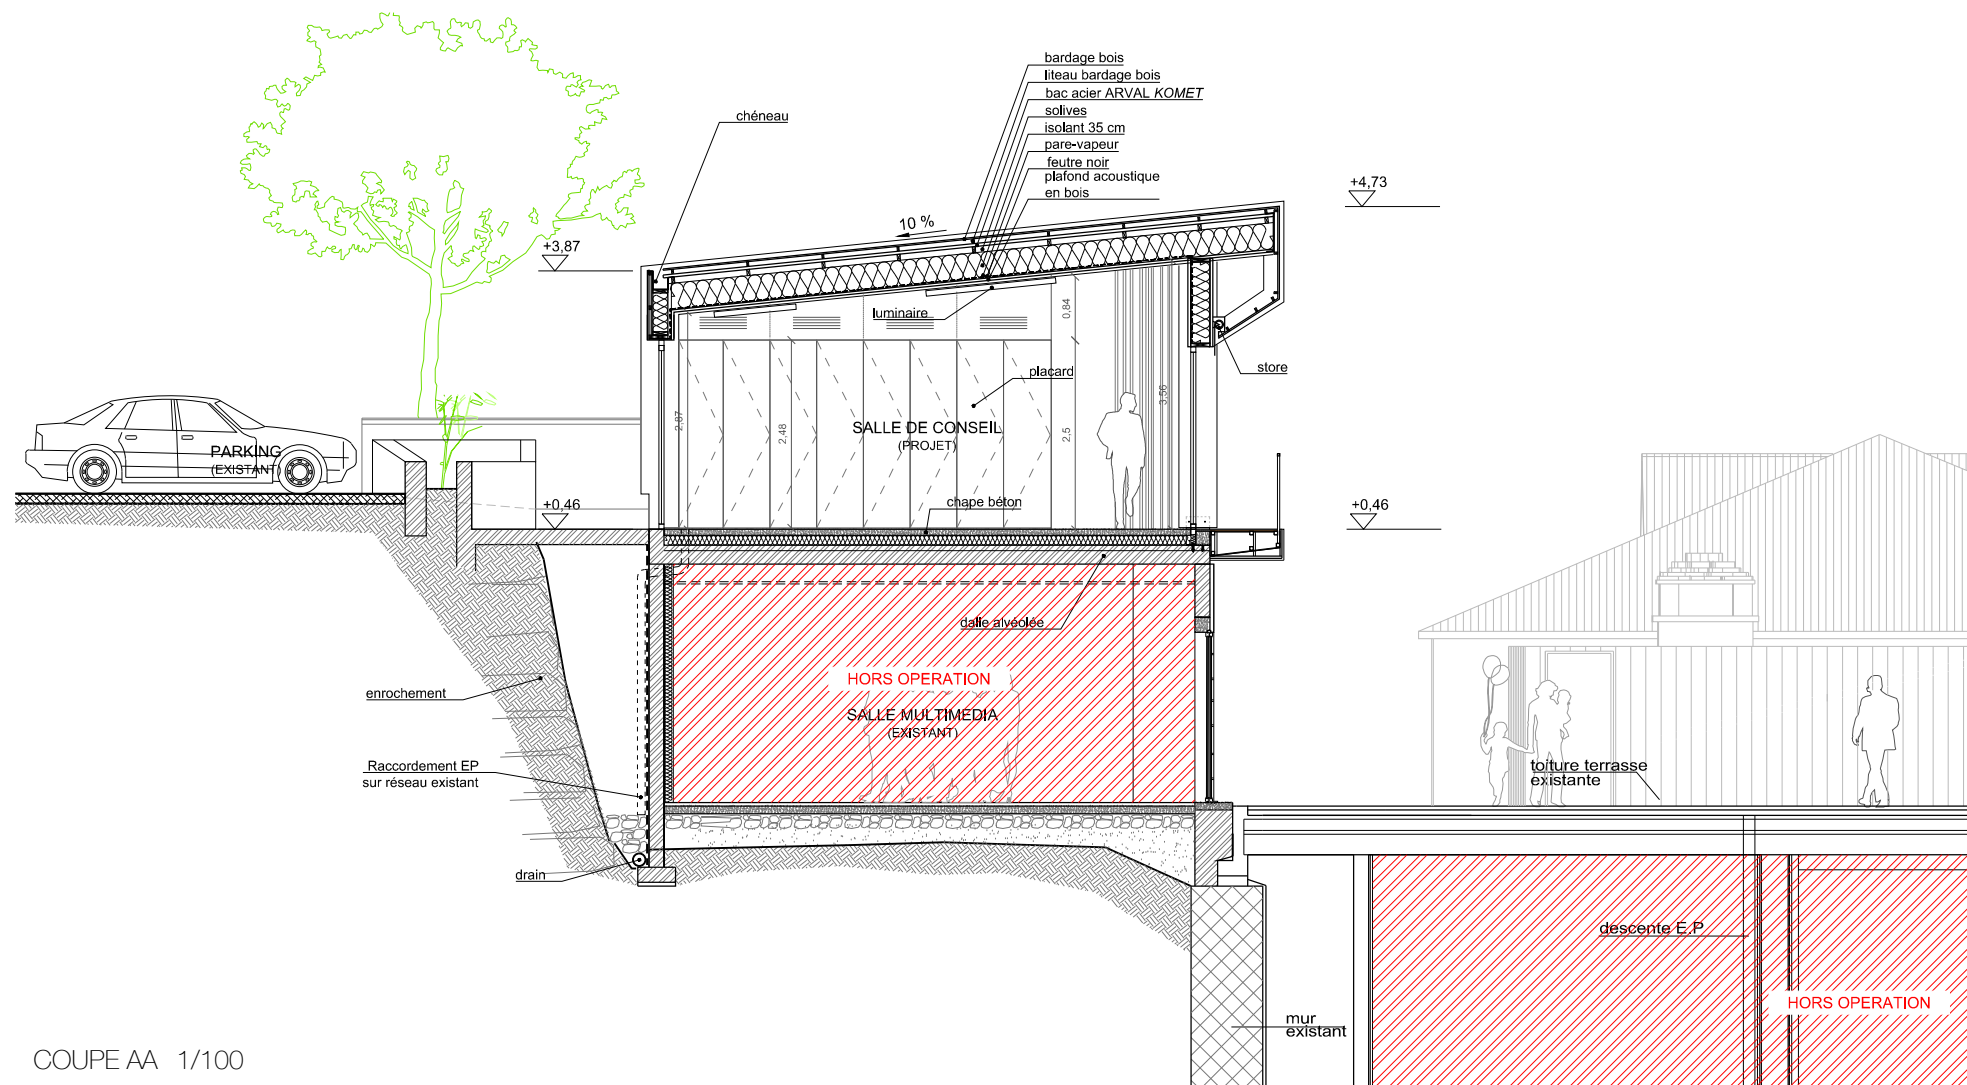 bardage bois
liteau bardage bois
bac acier ARVAL KOMET
solives
isolant 35 cm
pare-vapeur
feutre noir
plafond acoustique
en bois
chéneau
+4,73
10 %
+3,87
luminaire
0,84
store
placard
3,56
2,87
2,48
2,5
SALLE DE CONSEIL
(PROJET)
PARKING
(EXISTANT)
chape béton
+0,46
+0,46
dalle alvéolée
HORS OPERATION
enrochement
SALLE MULTIMEDIA
(EXISTANT)
Raccordement EP
sur réseau existant
toiture terrasse
existante
drain
descente E.P
HORS OPERATION
mur
existant
COUPE AA 1/100